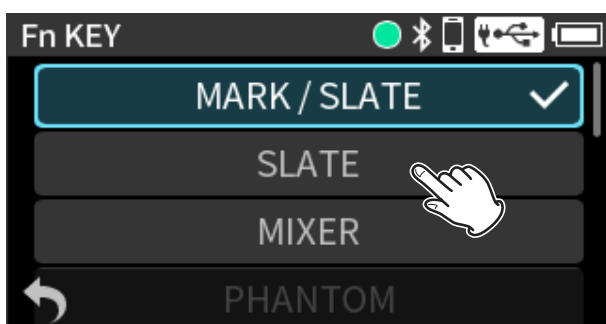 Fn KEY
MARK / SLATE
SLATE
MIXER
PHANTOM